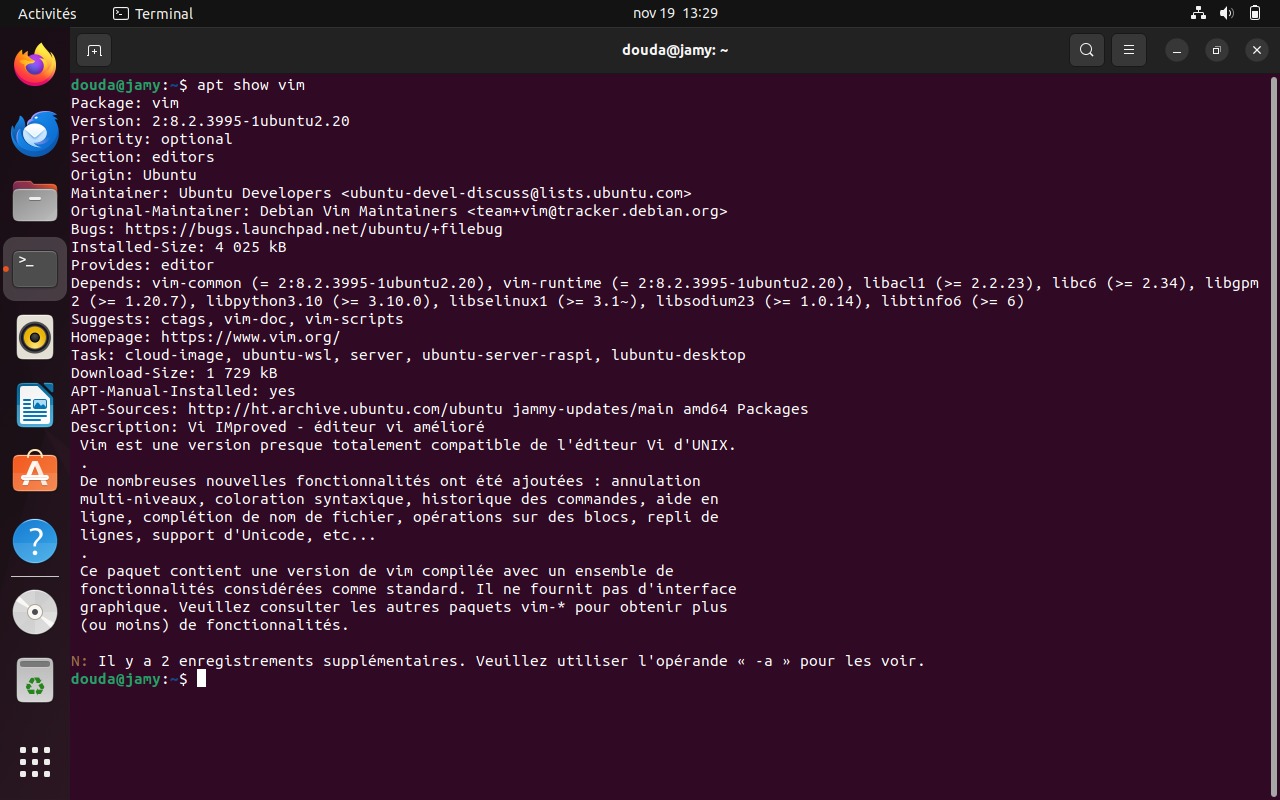 Activités
Terminal
nov 19  13:29
douda@jamy: ~
douda@jamy:~$ apt show vim
Package: vim
Version: 2:8.2.3995-1ubuntu2.20
Priority: optional
Section: editors
Origin: Ubuntu
Maintainer: Ubuntu Developers <ubuntu-devel-discuss@lists.ubuntu.com>
Original-Maintainer: Debian Vim Maintainers <team+vim@tracker.debian.org>
Bugs: https://bugs.launchpad.net/ubuntu/+filebug
Installed-Size: 4 025 kB
Provides: editor
Depends: vim-common (= 2:8.2.3995-1ubuntu2.20), vim-runtime (= 2:8.2.3995-1ubuntu2.20), libacl1 (>= 2.2.23), libc6 (>= 2.34), libgpm
2 (>= 1.20.7), libpython3.10 (>= 3.10.0), libselinux1 (>= 3.1~), libsodium23 (>= 1.0.14), libtinfo6 (>= 6)
Suggests: ctags, vim-doc, vim-scripts
Homepage: https://www.vim.org/
Task: cloud-image, ubuntu-wsl, server, ubuntu-server-raspi, lubuntu-desktop
Download-Size: 1 729 kB
APT-Manual-Installed: yes
APT-Sources: http://ht.archive.ubuntu.com/ubuntu jammy-updates/main amd64 Packages
Description: Vi IMproved - éditeur vi amélioré
 Vim est une version presque totalement compatible de l'éditeur Vi d'UNIX.
 .
 De nombreuses nouvelles fonctionnalités ont été ajoutées : annulation
 multi-niveaux, coloration syntaxique, historique des commandes, aide en
 ligne, complétion de nom de fichier, opérations sur des blocs, repli de
 lignes, support d'Unicode, etc...
 .
 Ce paquet contient une version de vim compilée avec un ensemble de
 fonctionnalités considérées comme standard. Il ne fournit pas d'interface
 graphique. Veuillez consulter les autres paquets vim-* pour obtenir plus
 (ou moins) de fonctionnalités.
N: Il y a 2 enregistrements supplémentaires. Veuillez utiliser l'opérande « -a » pour les voir.
douda@jamy:~$